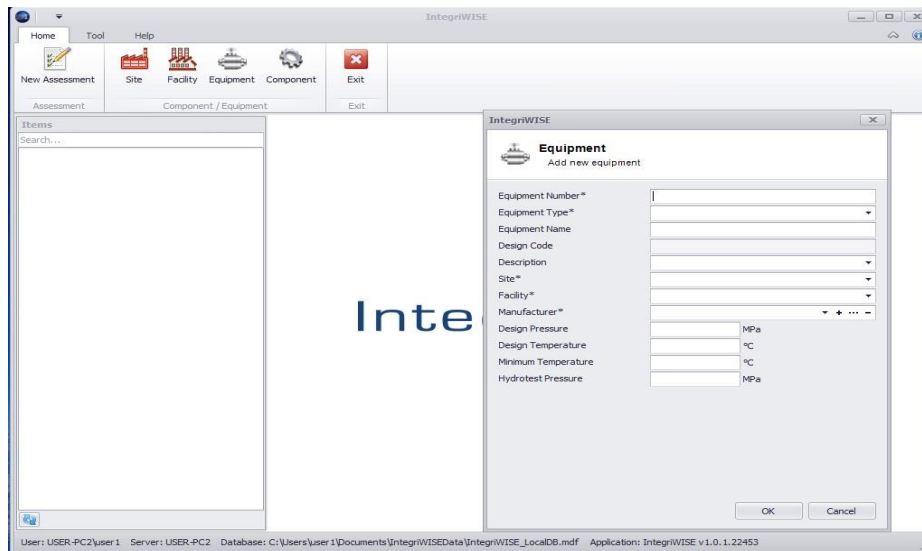 IntegriWISE
Home Tool Help
New Assessment Site Facility Equipment Component Exit
Assessment Component / Equipment Exit
Items
Search...
Inte
IntegriWISE
Equipment
Add new equipment
Equipment Number*
Equipment Type*
Equipment Name
Design Code
Description
Site*
Facility*
Manufacturer*
Design Pressure MPa
Design Temperature °C
Minimum Temperature °C
Hydrotest Pressure MPa
OK Cancel
User: USER-PC2\user1 Server: USER-PC2 Database: C:\Users\user1\Documents\IntegriWISEData\IntegriWISE_LocalDB.mdf Application: IntegriWISE v1.0.1.22453